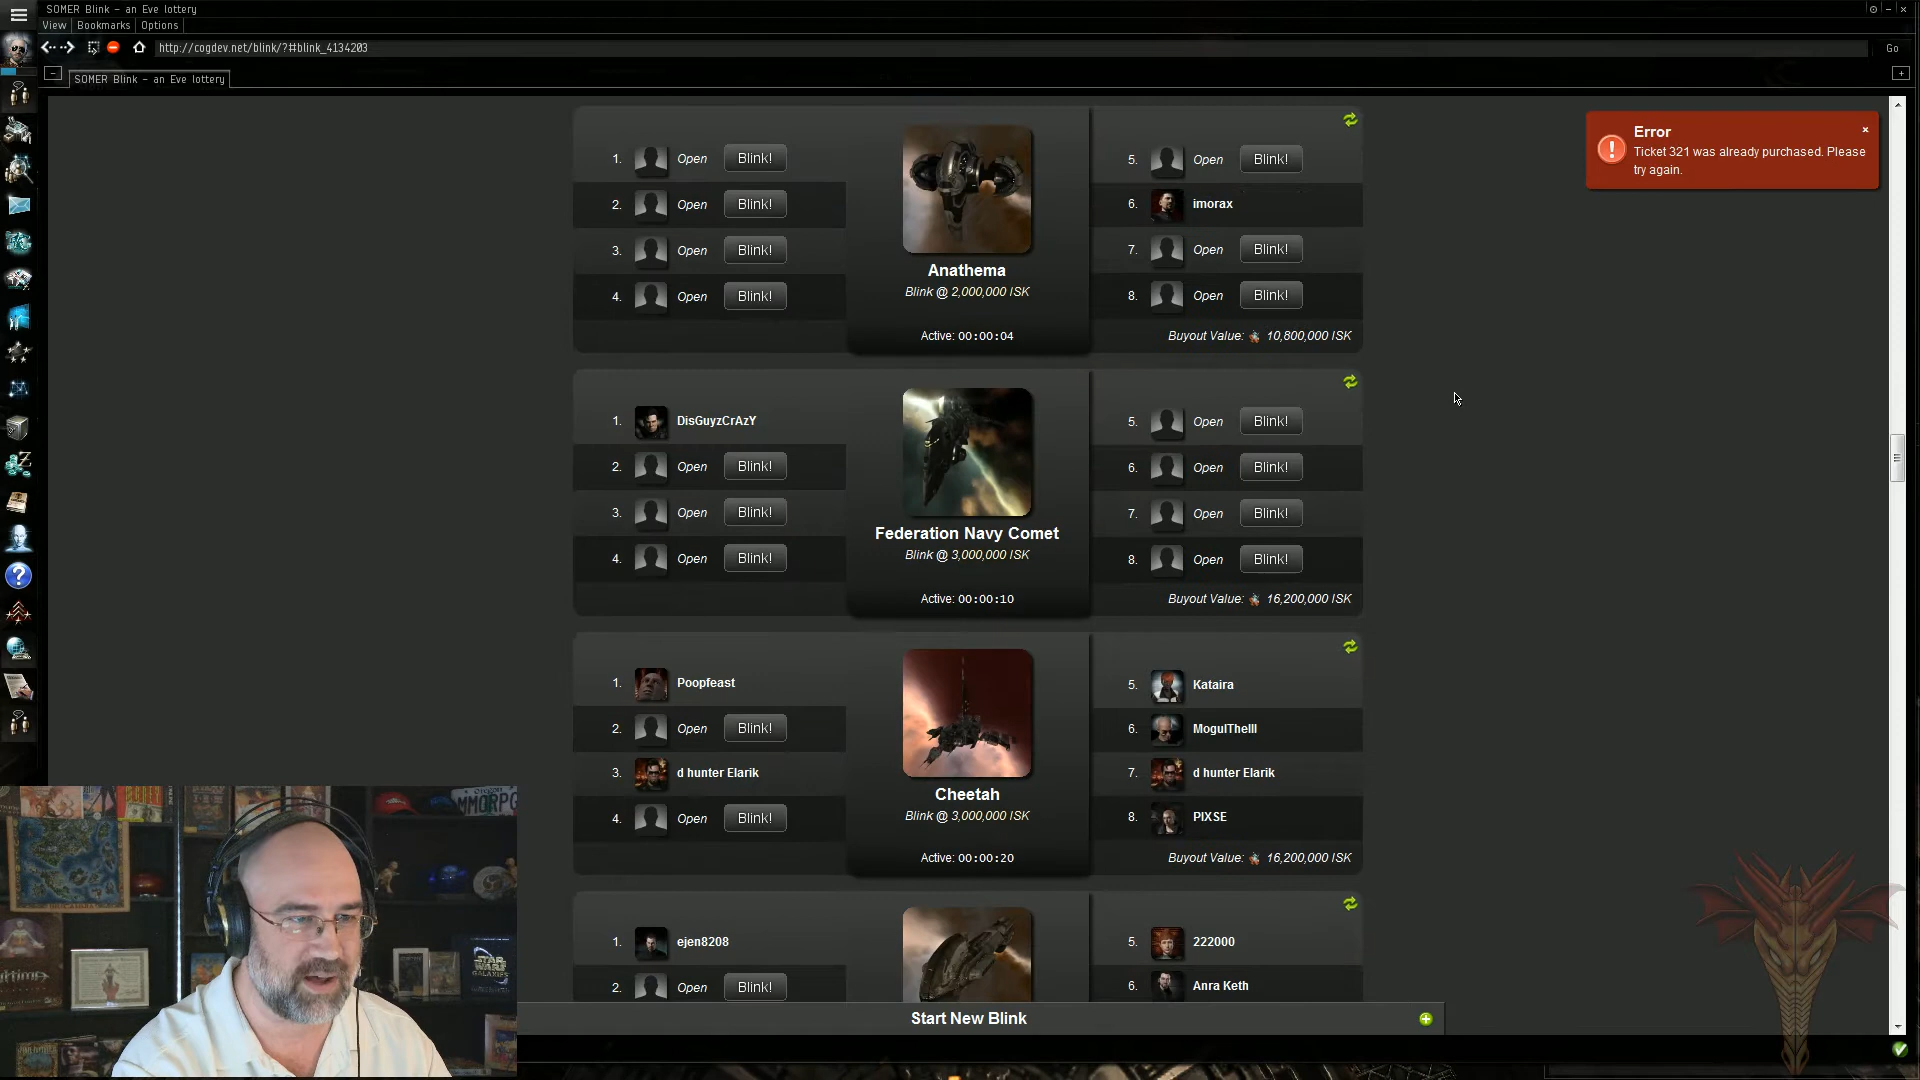 SOMER Blink – an Eve lottery
View Bookmarks Options
http://cogdev.net/blink/?#blink_4134203
Go
SOMER Blink – an Eve lottery
1. Open Blink!
2. Open Blink!
3. Open Blink!
4. Open Blink!
Anathema
Blink @ 2,000,000 ISK
Active: 00:00:04
5. Open Blink!
6. imorax
7. Open Blink!
8. Open Blink!
Buyout Value: 10,800,000 ISK
Error
Ticket 321 was already purchased. Please
try again.
1. DisGuyzCrAzY
2. Open Blink!
3. Open Blink!
4. Open Blink!
Federation Navy Comet
Blink @ 3,000,000 ISK
Active: 00:00:10
5. Open Blink!
6. Open Blink!
7. Open Blink!
8. Open Blink!
Buyout Value: 16,200,000 ISK
1. Poopfeast
2. Open Blink!
3. d hunter Elarik
4. Open Blink!
Cheetah
Blink @ 3,000,000 ISK
Active: 00:00:20
5. Kataira
6. MogulTheIII
7. d hunter Elarik
8. PIXSE
Buyout Value: 16,200,000 ISK
1. ejen8208
2. Open Blink!
5. 222000
6. Anra Keth
Start New Blink
MMORPG
STAR WARS
GALAXIES
ultima